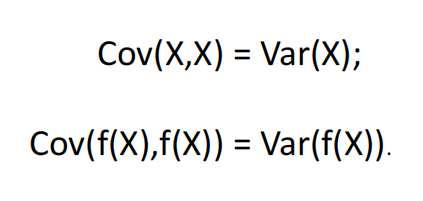 Cov(X,X) = Var(X);
Cov(f(X),f(X)) = Var(f(X)).